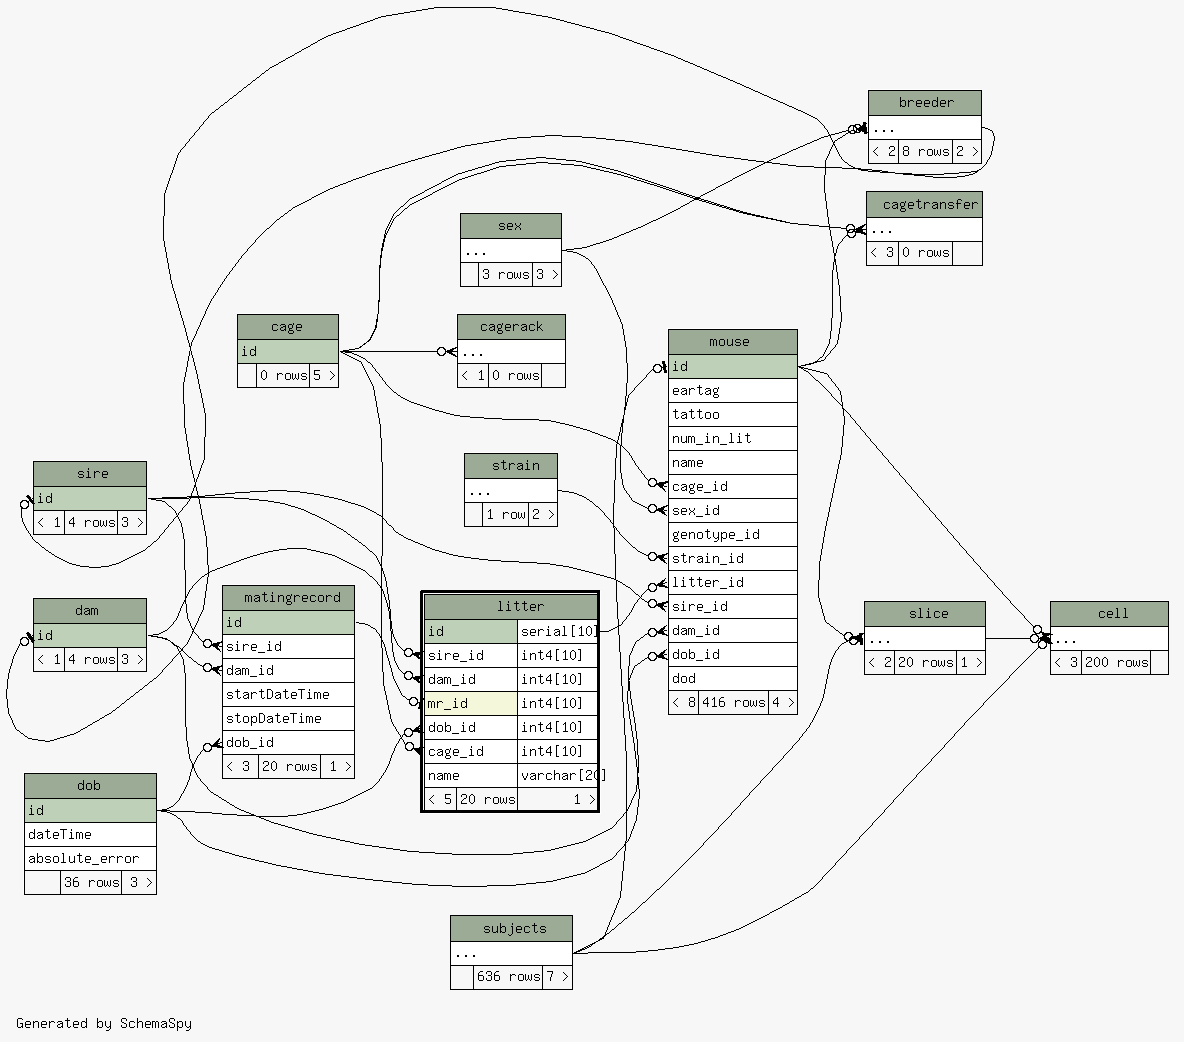 breeder
...
< 2 8 rows 2 >
cagetransfer
...
< 3 0 rows
sex
...
3 rows 3 >
cage
id
0 rows 5 >
cagerack
...
< 1 0 rows
mouse
id
eartag
tattoo
num_in_lit
name
cage_id
sex_id
genotype_id
strain_id
litter_id
sire_id
dam_id
dob_id
dod
< 8 416 rows 4 >
strain
...
1 row 2 >
sire
id
< 1 4 rows 3 >
dam
id
< 1 4 rows 3 >
matingrecord
id
sire_id
dam_id
startDateTime
stopDateTime
dob_id
< 3 20 rows 1 >
litter
id serial[10]
sire_id int4[10]
dam_id int4[10]
mr_id int4[10]
dob_id int4[10]
cage_id int4[10]
name varchar[20]
< 5 20 rows 1 >
slice
...
< 2 20 rows 1 >
cell
...
< 3 200 rows
dob
id
dateTime
absolute_error
36 rows 3 >
subjects
...
636 rows 7 >
Generated by SchemaSpy